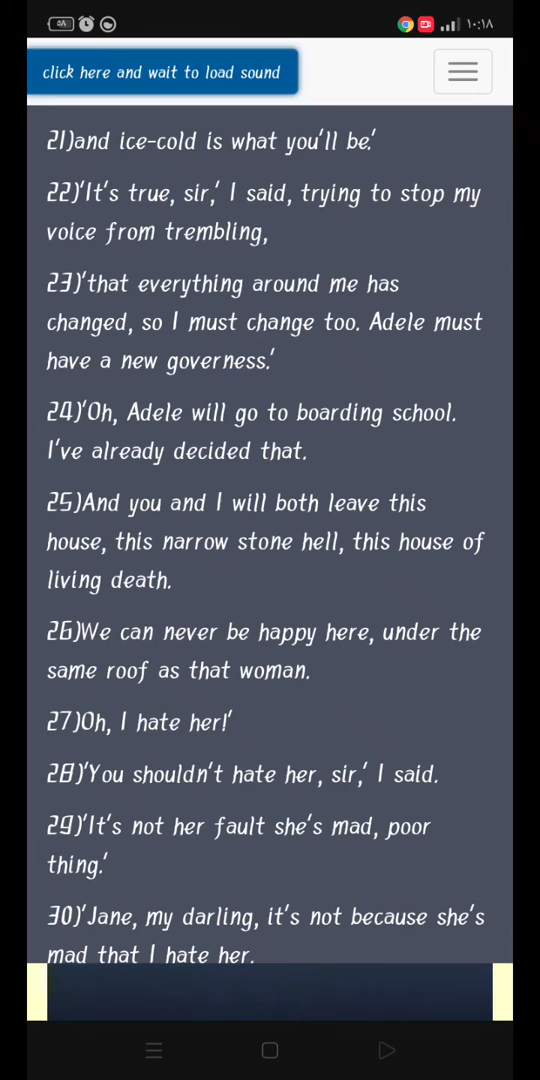 58
١٠:١٨
click here and wait to load sound
21)and ice-cold is what you'll be.'
22)'It's true, sir,' I said, trying to stop my
voice from trembling,
23)'that everything around me has
changed, so I must change too. Adele must
have a new governess.'
24)'Oh, Adele will go to boarding school.
I've already decided that.
25)And you and I will both leave this
house, this narrow stone hell, this house of
living death.
26)We can never be happy here, under the
same roof as that woman.
27)Oh, I hate her!'
28)'You shouldn't hate her, sir,' I said.
29)'It's not her fault she's mad, poor
thing.'
30)'Jane, my darling, it's not because she's
mad that I hate her.